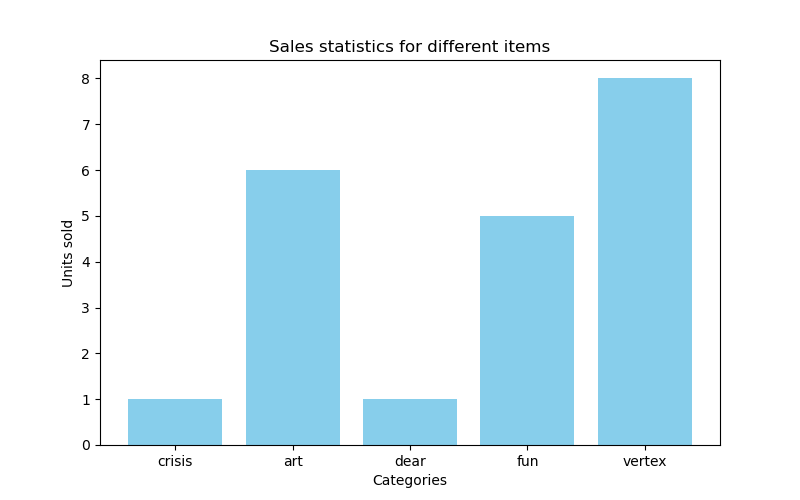 Sales statistics for different items
8
7
6
5
4
3
2
1
0
Units sold
crisis art dear fun vertex
Categories